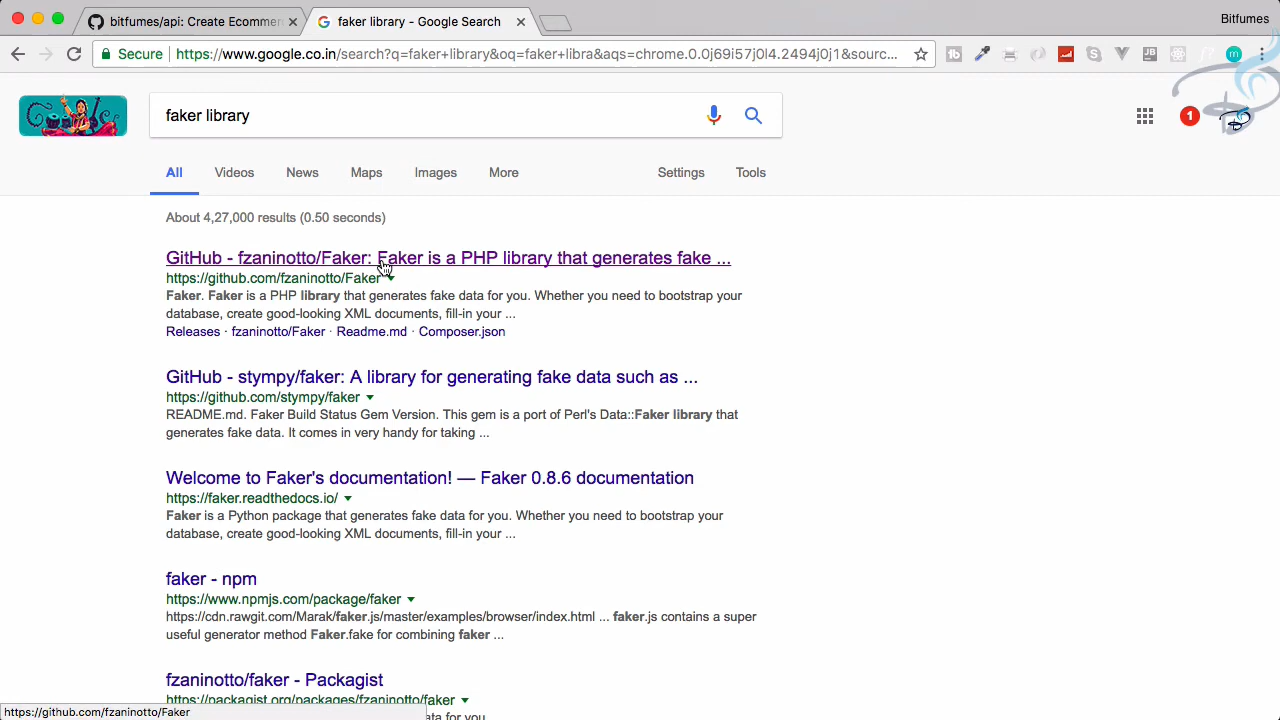 bitfumes/api: Create Ecommer
faker library - Google Search
Bitfumes
Secure
https://www.google.co.in/search?q=faker+library&oq=faker+libra&aqs=chrome.0.0j69i57j0l4.2494j0j1&sourc...
faker library
1
All
Videos
News
Maps
Images
More
Settings
Tools
About 4,27,000 results (0.50 seconds)
GitHub - fzaninotto/Faker: Faker is a PHP library that generates fake ...
https://github.com/fzaninotto/Faker
Faker. Faker is a PHP library that generates fake data for you. Whether you need to bootstrap your
database, create good-looking XML documents, fill-in your ...
Releases · fzaninotto/Faker · Readme.md · Composer.json
GitHub - stympy/faker: A library for generating fake data such as ...
https://github.com/stympy/faker
README.md. Faker Build Status Gem Version. This gem is a port of Perl's Data::Faker library that
generates fake data. It comes in very handy for taking ...
Welcome to Faker's documentation! — Faker 0.8.6 documentation
https://faker.readthedocs.io/
Faker is a Python package that generates fake data for you. Whether you need to bootstrap your
database, create good-looking XML documents, fill-in your ...
faker - npm
https://www.npmjs.com/package/faker
https://cdn.rawgit.com/Marak/faker.js/master/examples/browser/index.html ... faker.js contains a super
useful generator method Faker.fake for combining faker ...
fzaninotto/faker - Packagist
https://packagist.org/packages/fzaninotto/faker
https://github.com/fzaninotto/Faker
ata for you